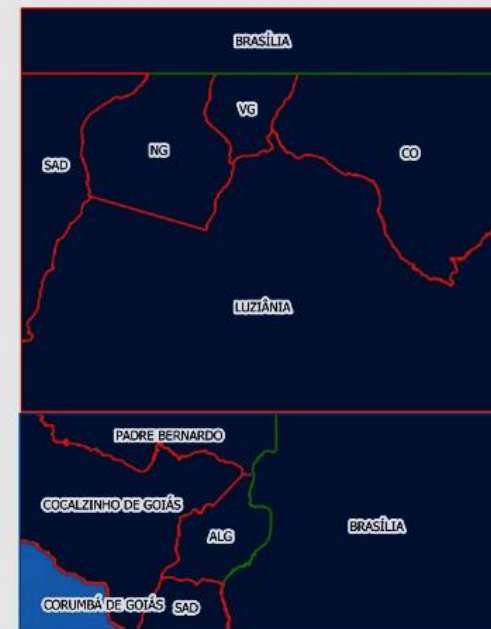 BRASÍLIA
VG
NG
CO
SAD
LUZIÂNIA
PADRE BERNARDO
COCALZINHO DE GOIÁS
BRASÍLIA
ALG
CORUMBÁ DE GOIÁS
SAD